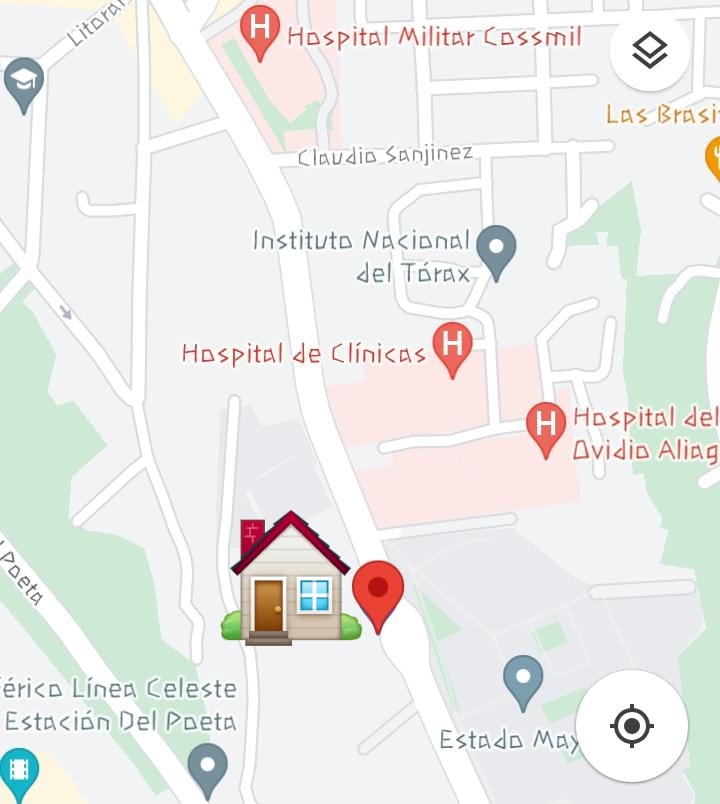 Litoral
H
Hospital Militar Cossmil
Las Brasi
Claudio Sanjinez
Instituto Nacional
del Tórax
Hospital de Clínicas
H
H
Hospital del
Ovidio Aliag
l Poeta
férico Línea Celeste
Estación Del Poeta
Estado May